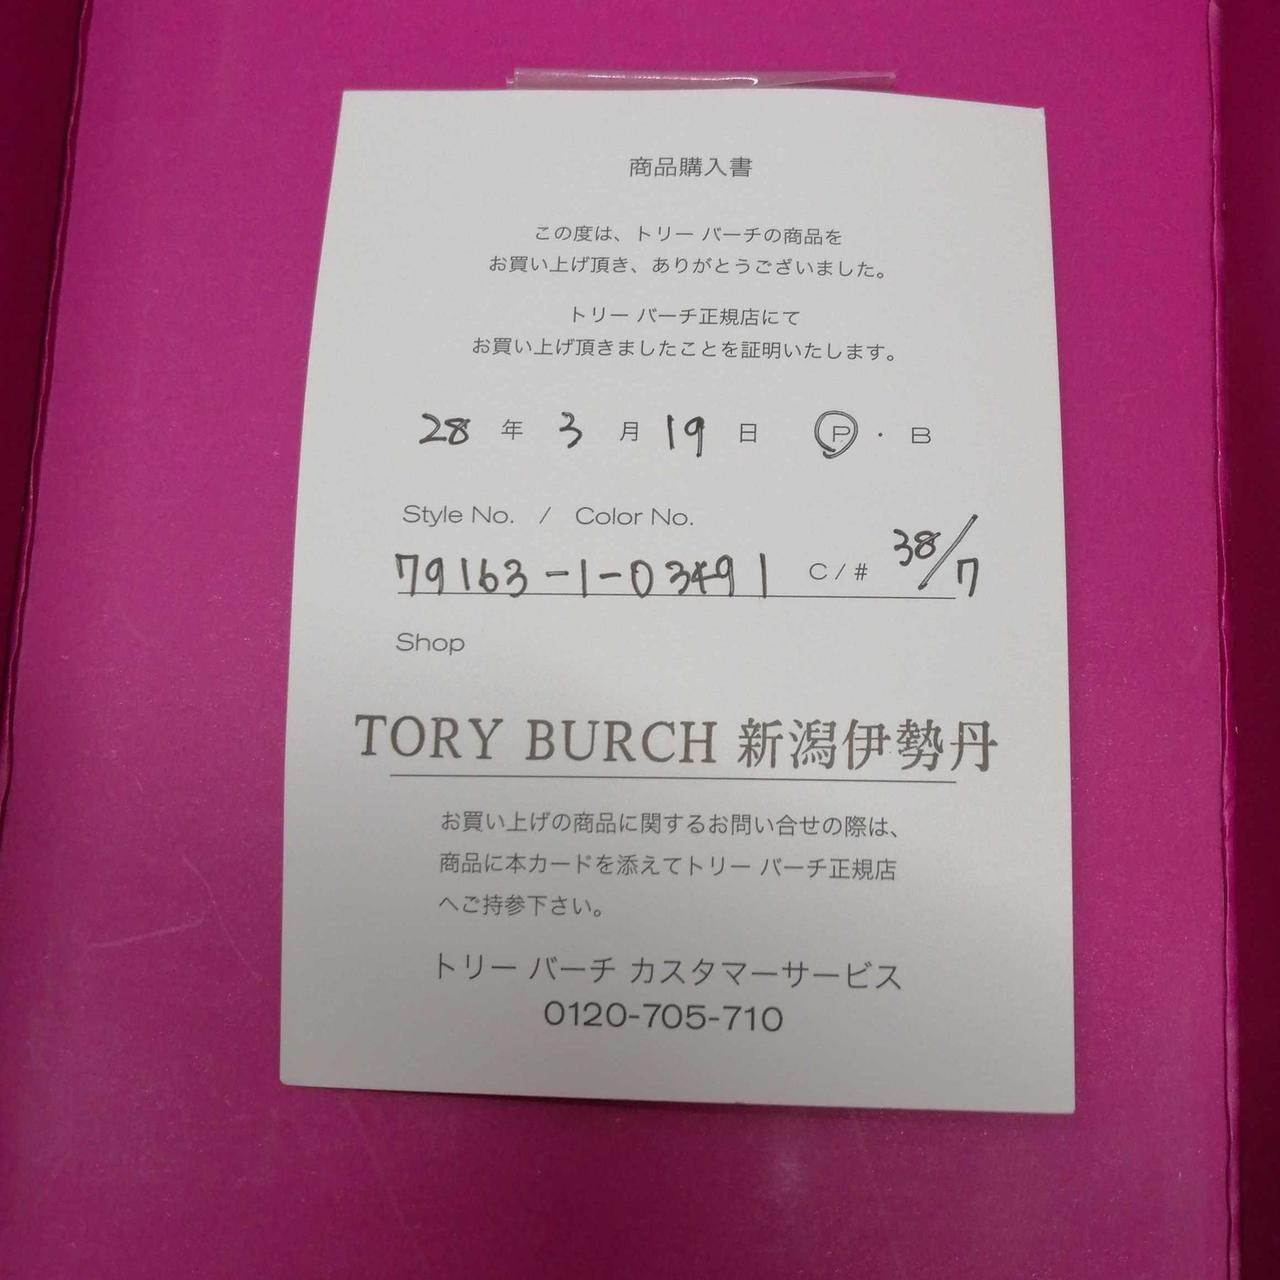 商品購入書
この度は、トリー バーチの商品を
お買い上げ頂き、ありがとうございました。
トリー バーチ正規店にて
お買い上げ頂きましたことを証明いたします。
28 年 3 月 19 日 P · B
Style No. / Color No.
79163-1-03491 C/# 38/7
Shop
TORY BURCH 新潟伊勢丹
お買い上げの商品に関するお問い合せの際は、
商品に本カードを添えてトリー バーチ正規店
へご持参下さい。
トリー バーチ カスタマーサービス
0120-705-710